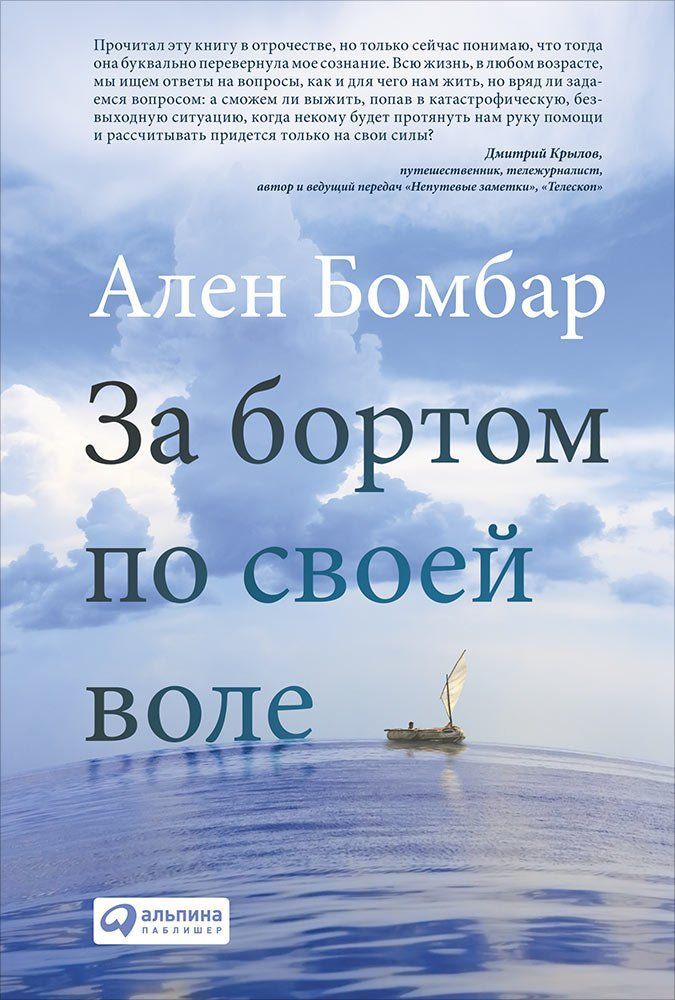 Прочитал эту книгу в отрочестве, но только сейчас понимаю, что тогда
она буквально перевернула мое сознание. Всю жизнь, в любом возрасте,
мы ищем ответы на вопросы, как и для чего нам жить, но вряд ли зада-
емся вопросом: а сможем ли выжить, попав в катастрофическую, без-
выходную ситуацию, когда некому будет протянуть нам руку помощи
и рассчитывать придется только на свои силы?
Дмитрий Крылов,
путешественник, тележурналист,
автор и ведущий передач «Непутевые заметки», «Телескоп»
Ален Бомбар
За бортом
по своей
воле
альпина
ПАБЛИШЕР